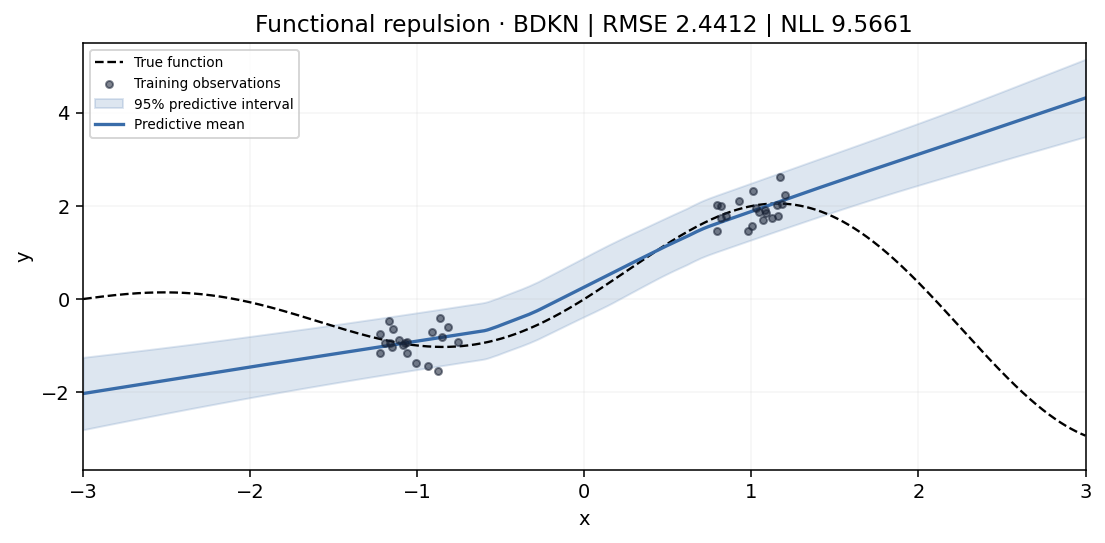 Functional repulsion · BDKN | RMSE 2.4412 | NLL 9.5661
True function
Training observations
95% predictive interval
Predictive mean
y
4
2
0
−2
−3
−2
−1
0
1
2
3
x